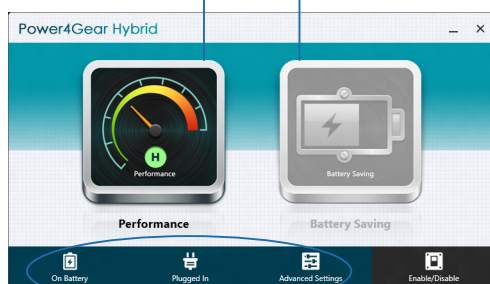 Power4Gear Hybrid
H
Performance
Battery Saving
Performance
Battery Saving
On Battery
Plugged In
Advanced Settings
Enable/Disable